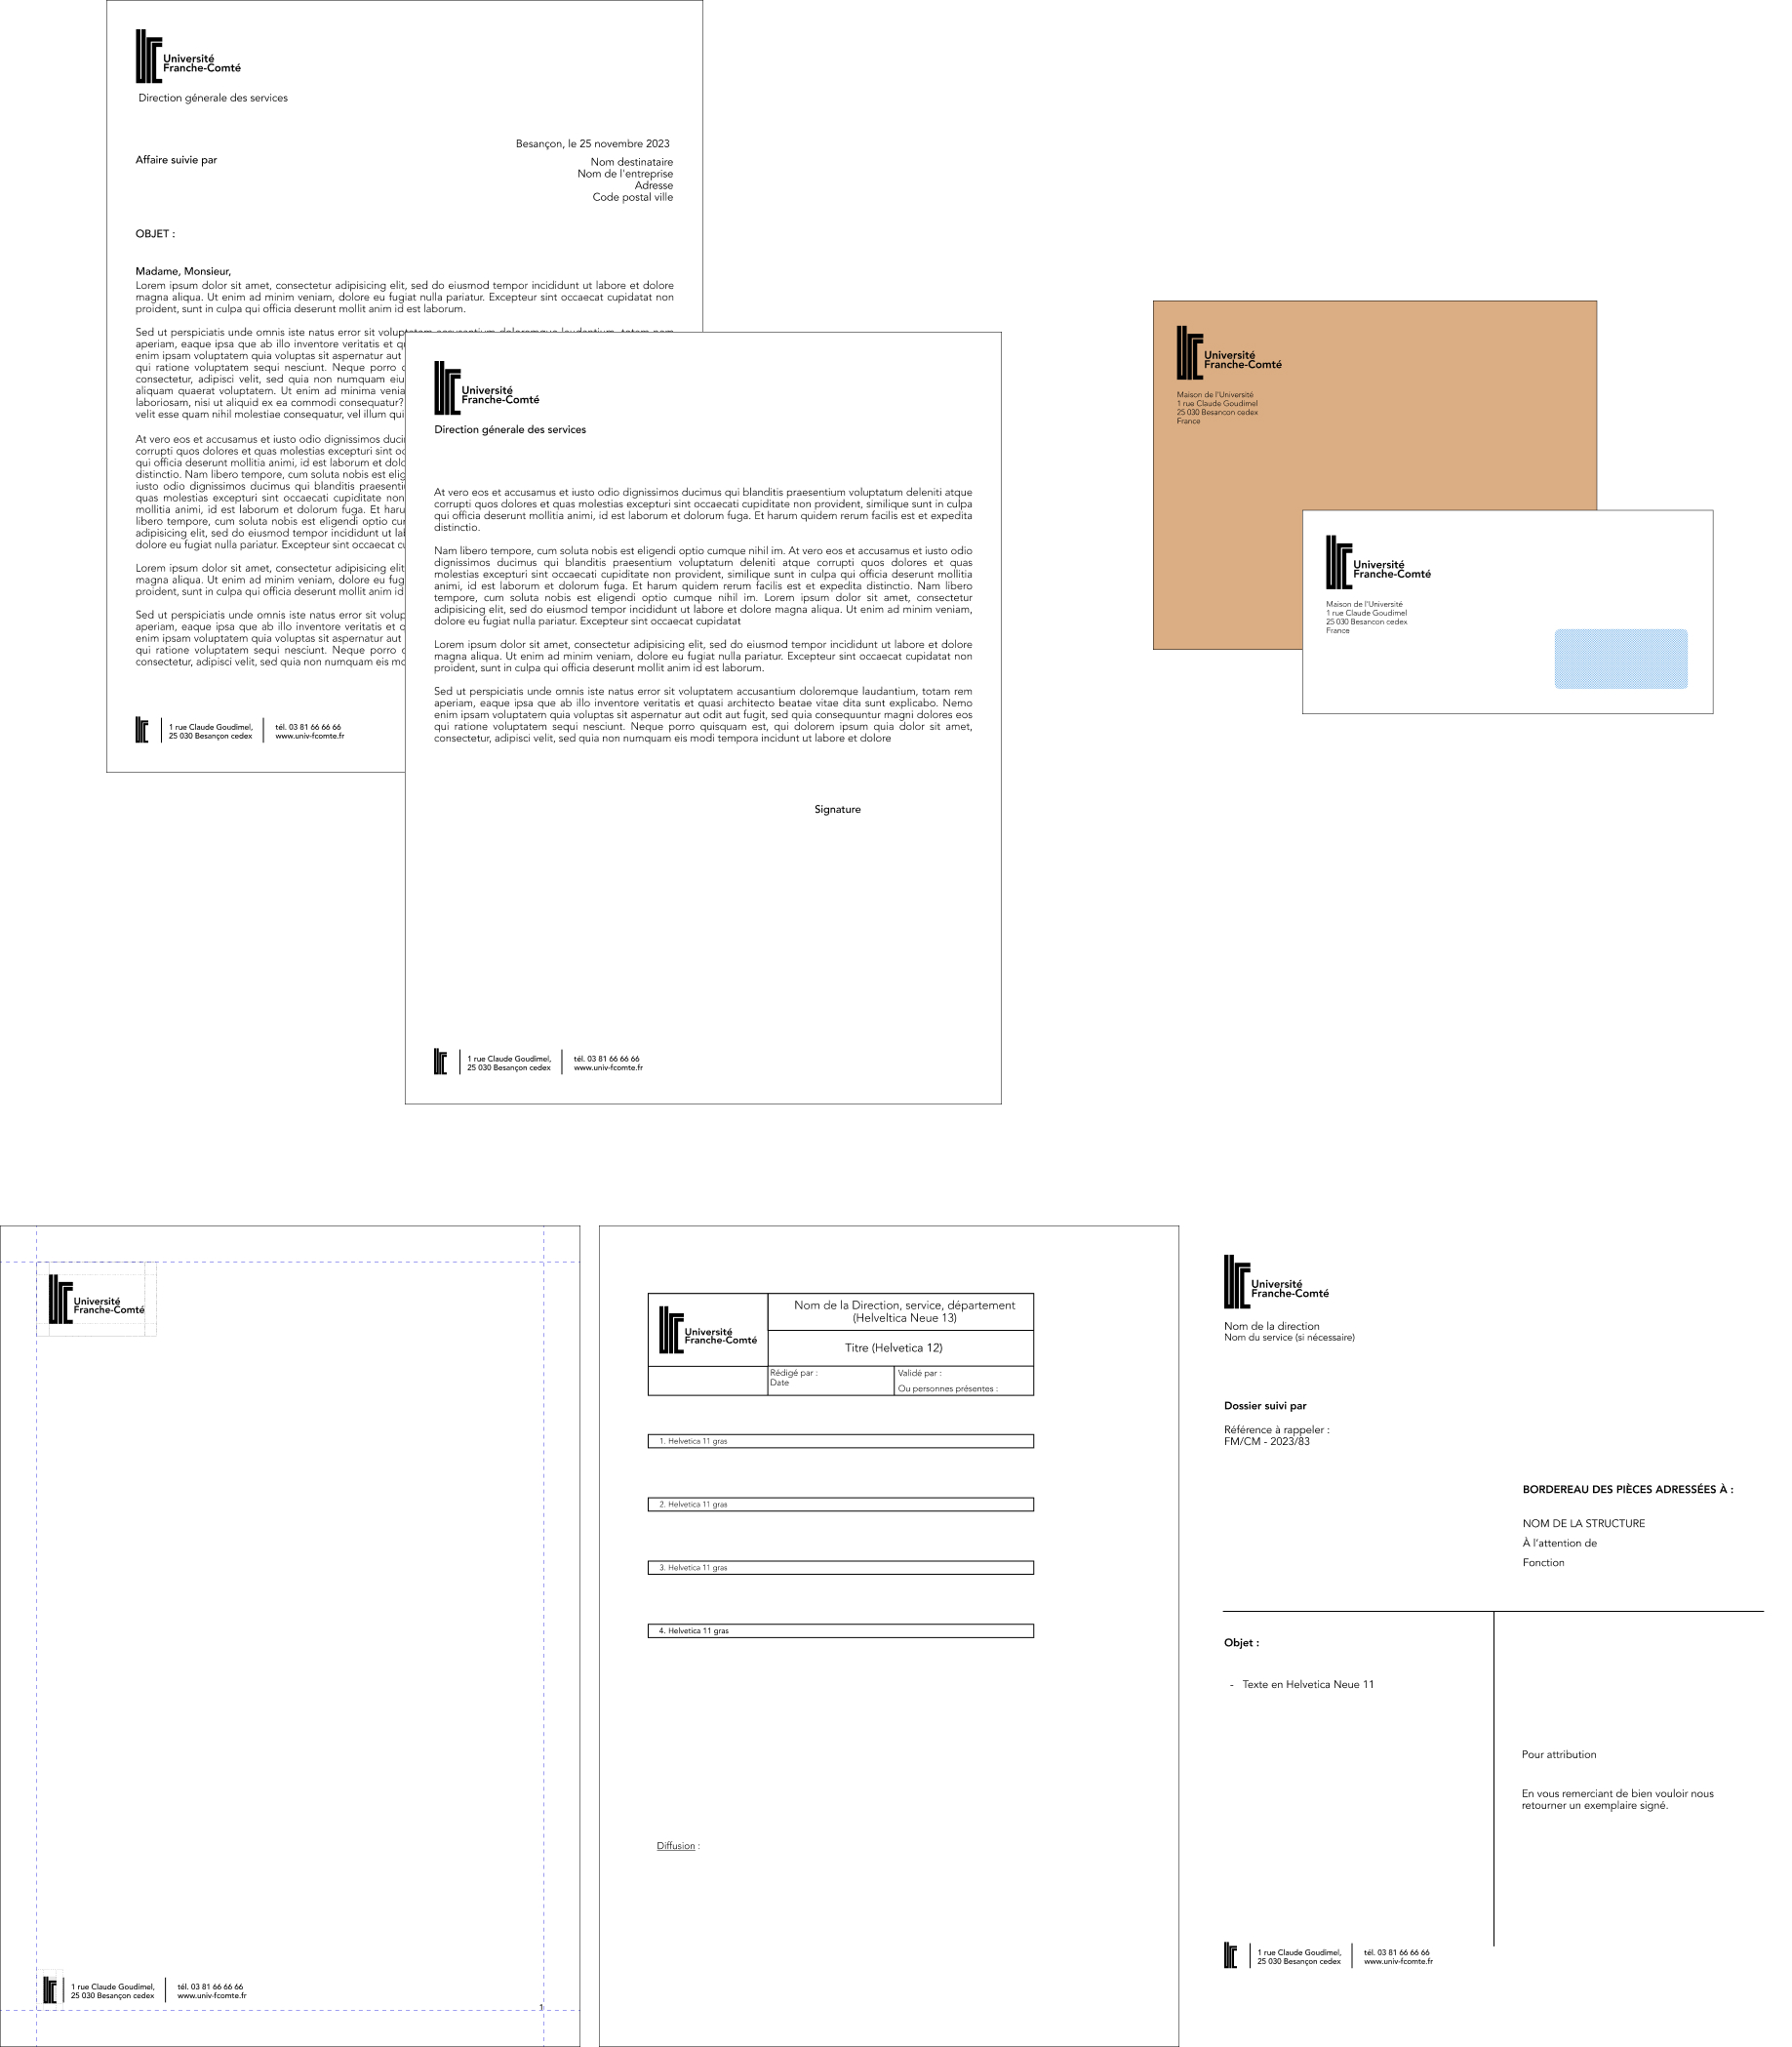 Université
Franche-Comté
Direction génerale des services
Besançon, le 25 novembre 2023
Affaire suivie par
Nom destinataire
Nom de l'entreprise
Adresse
Code postal ville
OBJET :
Madame, Monsieur,
Lorem ipsum dolor sit amet, consectetur adipisicing elit, sed do eiusmod tempor incididunt ut labore et dolore
magna aliqua. Ut enim ad minim veniam, dolore eu fugiat nulla pariatur. Excepteur sint occaecat cupidatat non
proident, sunt in culpa qui officia deserunt mollit anim id est laborum.
Sed ut perspiciatis unde omnis iste natus error sit voluptatem accusantium doloremque laudantium, totam rem
aperiam, eaque ipsa que ab illo inventore veritatis et
enim ipsam voluptatem quia voluptas sit aspernatur aut
qui ratione voluptatem sequi nesciunt. Neque porro
consectetur, adipisci velit, sed quia non numquam eiu
aliquam quaerat voluptatem. Ut enim ad minima venia
laboriosam, nisi ut aliquid ex ea commodi consequatur?
velit esse quam nihil molestiae consequatur, vel illum qui
At vero eos et accusamus et iusto odio dignissimos duci
corrupti quos dolores et quas molestias excepturi sint oc
qui officia deserunt mollitia animi, id est laborum et dolo
distinctio. Nam libero tempore, cum soluta nobis est elig
iusto odio dignissimos ducimus qui blanditis praesenti
quas molestias excepturi sint occaecati cupiditate non
mollitia animi, id est laborum et dolorum fuga. Et haru
libero tempore, cum soluta nobis est eligendi optio cu
adipisicing elit, sed do eiusmod tempor incididunt ut lab
dolore eu fugiat nulla pariatur. Excepteur sint occaecat c
Lorem ipsum dolor sit amet, consectetur adipisicing elit
magna aliqua. Ut enim ad minim veniam, dolore eu fug
proident, sunt in culpa qui officia deserunt mollit anim id
Sed ut perspiciatis unde omnis iste natus error sit volup
aperiam, eaque ipsa que ab illo inventore veritatis et
enim ipsam voluptatem quia voluptas sit aspernatur aut
qui ratione voluptatem sequi nesciunt. Neque porro
consectetur, adipisci velit, sed quia non numquam eis mo
1 rue Claude Goudimel,
25 030 Besançon cedex
tél. 03 81 66 66 66
www.univ-fcomte.fr
Université
Franche-Comté
Direction génerale des services
At vero eos et accusamus et iusto odio dignissimos ducimus qui blanditis praesentium voluptatum deleniti atque
corrupti quos dolores et quas molestias excepturi sint occaecati cupiditate non provident, similique sunt in culpa
qui officia deserunt mollitia animi, id est laborum et dolorum fuga. Et harum quidem rerum facilis est et expedita
distinctio.
Nam libero tempore, cum soluta nobis est eligendi optio cumque nihil im. At vero eos et accusamus et iusto odio
dignissimos ducimus qui blanditis praesentium voluptatum deleniti atque corrupti quos dolores et quas
molestias excepturi sint occaecati cupiditate non provident, similique sunt in culpa qui officia deserunt mollitia
animi, id est laborum et dolorum fuga. Et harum quidem rerum facilis est et expedita distinctio. Nam libero
tempore, cum soluta nobis est eligendi optio cumque nihil im. Lorem ipsum dolor sit amet, consectetur
adipisicing elit, sed do eiusmod tempor incididunt ut labore et dolore magna aliqua. Ut enim ad minim veniam,
dolore eu fugiat nulla pariatur. Excepteur sint occaecat cupidatat
Lorem ipsum dolor sit amet, consectetur adipisicing elit, sed do eiusmod tempor incididunt ut labore et dolore
magna aliqua. Ut enim ad minim veniam, dolore eu fugiat nulla pariatur. Excepteur sint occaecat cupidatat non
proident, sunt in culpa qui officia deserunt mollit anim id est laborum.
Sed ut perspiciatis unde omnis iste natus error sit voluptatem accusantium doloremque laudantium, totam rem
aperiam, eaque ipsa que ab illo inventore veritatis et quasi architecto beatae vitae dita sunt explicabo. Nemo
enim ipsam voluptatem quia voluptas sit aspernatur aut odit aut fugit, sed quia consequuntur magni dolores eos
qui ratione voluptatem sequi nesciunt. Neque porro quisquam est, qui dolorem ipsum quia dolor sit amet,
consectetur, adipisci velit, sed quia non numquam eis modi tempora incidunt ut labore et dolore
Signature
1 rue Claude Goudimel,
25 030 Besançon cedex
tél. 03 81 66 66 66
www.univ-fcomte.fr
Université
Franche-Comté
Maison de l'Université
1 rue Claude Goudimel
25 030 Besancon cedex
France
Université
Franche-Comté
Maison de l'Université
1 rue Claude Goudimel
25 030 Besancon cedex
France
Université
Franche-Comté
1 rue Claude Goudimel,
25 030 Besançon cedex
tél. 03 81 66 66 66
www.univ-fcomte.fr
1
Université
Franche-Comté
Nom de la Direction, service, département
(Helveltica Neue 13)
Titre (Helvetica 12)
Rédigé par :
Date
Validé par :
Ou personnes présentes :
1. Helvetica 11 gras
2. Helvetica 11 gras
3. Helvetica 11 gras
4. Helvetica 11 gras
Diffusion :
Université
Franche-Comté
Nom de la direction
Nom du service (si nécessaire)
Dossier suivi par
Référence à rappeler :
FM/CM - 2023/83
BORDEREAU DES PIÈCES ADRESSÉES À :
NOM DE LA STRUCTURE
À l'attention de
Fonction
Objet :
- Texte en Helvetica Neue 11
Pour attribution
En vous remerciant de bien vouloir nous
retourner un exemplaire signé.
1 rue Claude Goudimel,
25 030 Besançon cedex
tél. 03 81 66 66 66
www.univ-fcomte.fr